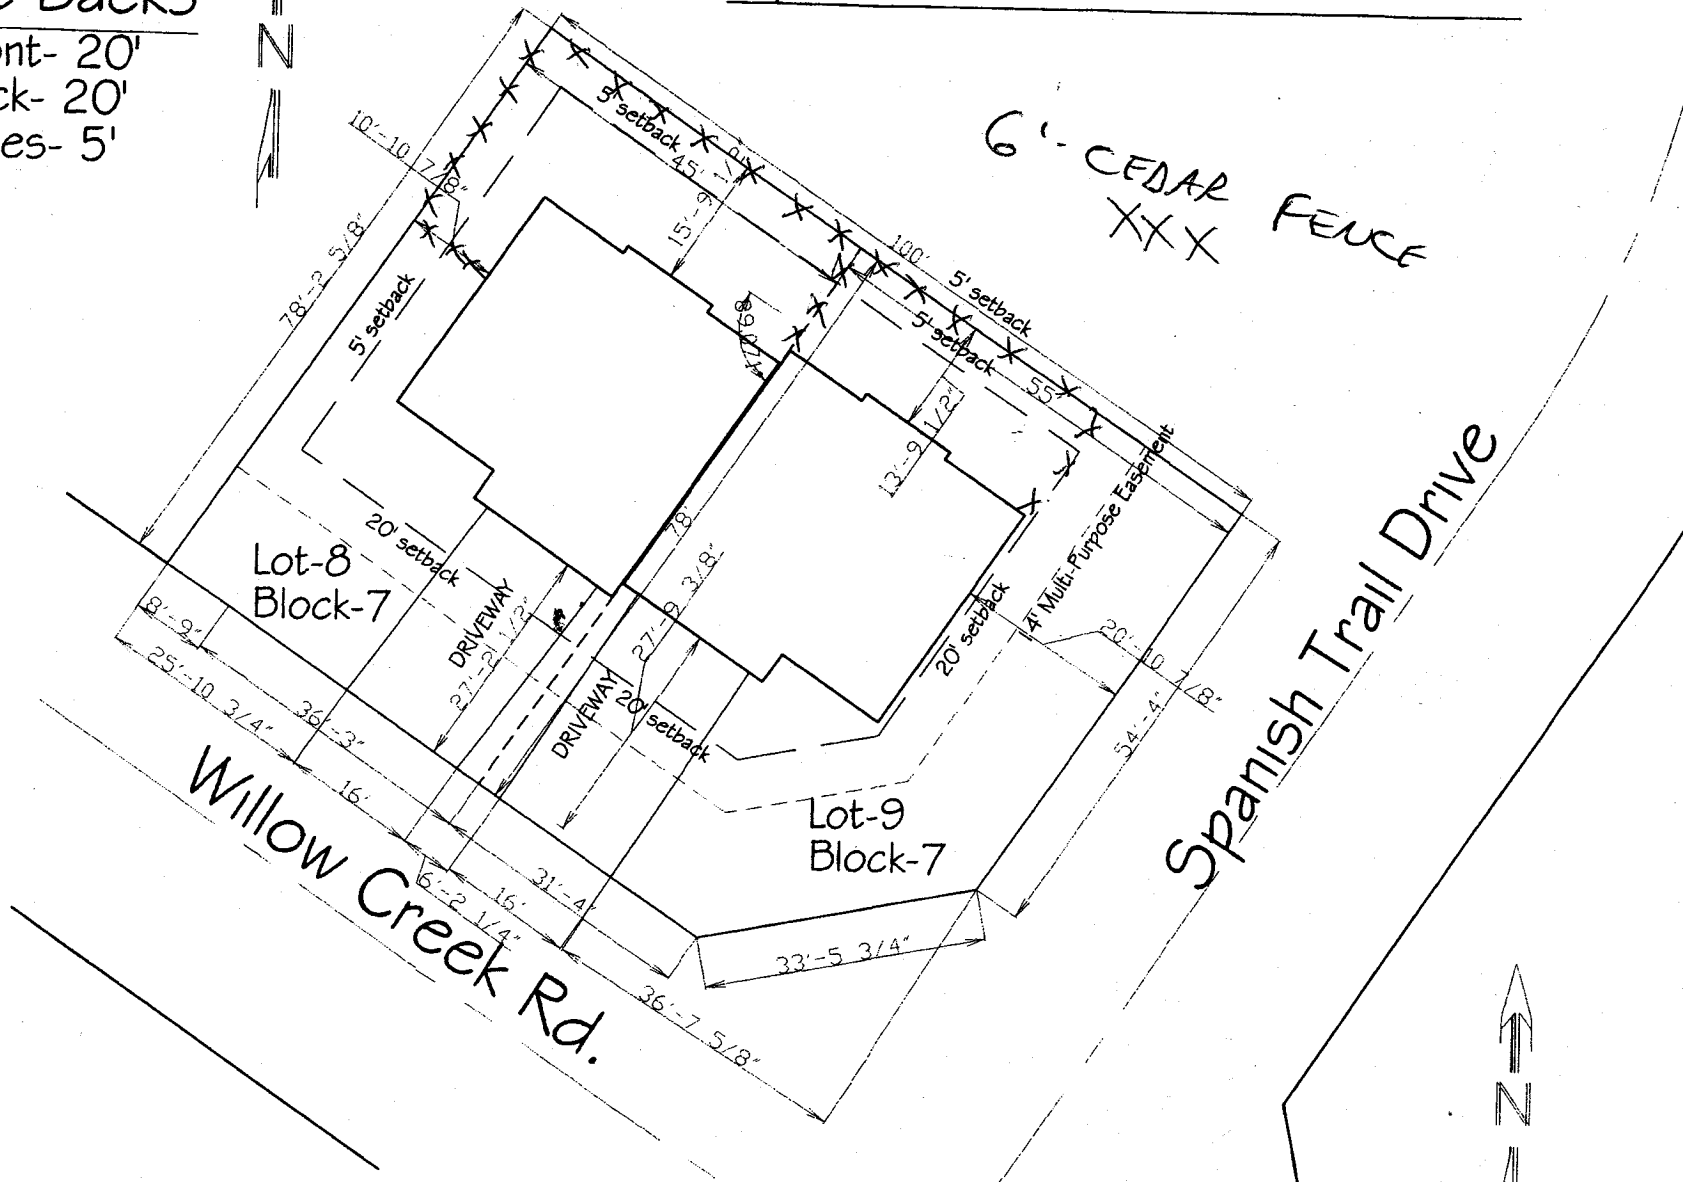 Backs
N
nt- 20'
ck- 20'
es- 5'
6'- CEDAR FENCE
XXX
10'-10 7/8"
5' setback
45'
15'-9 1/2"
78'-2 5/8"
5' setback
100'
5' setback
5' setback
55'
13'-9 1/2"
4' Multi-Purpose Easement
78'
20' setback
Lot-8
Block-7
DRIVEWAY
27'-2 1/2"
27'-9 3/8"
DRIVEWAY
20' setback
20' setback
20'-10 7/8"
54'-4"
8'-9"
25'-10 3/4"
36'-3"
16'
6'-2 1/4"
16'
31'-4"
Lot-9
Block-7
33'-5 3/4"
36'-7 5/8"
Willow Creek Rd.
Spanish Trail Drive
N